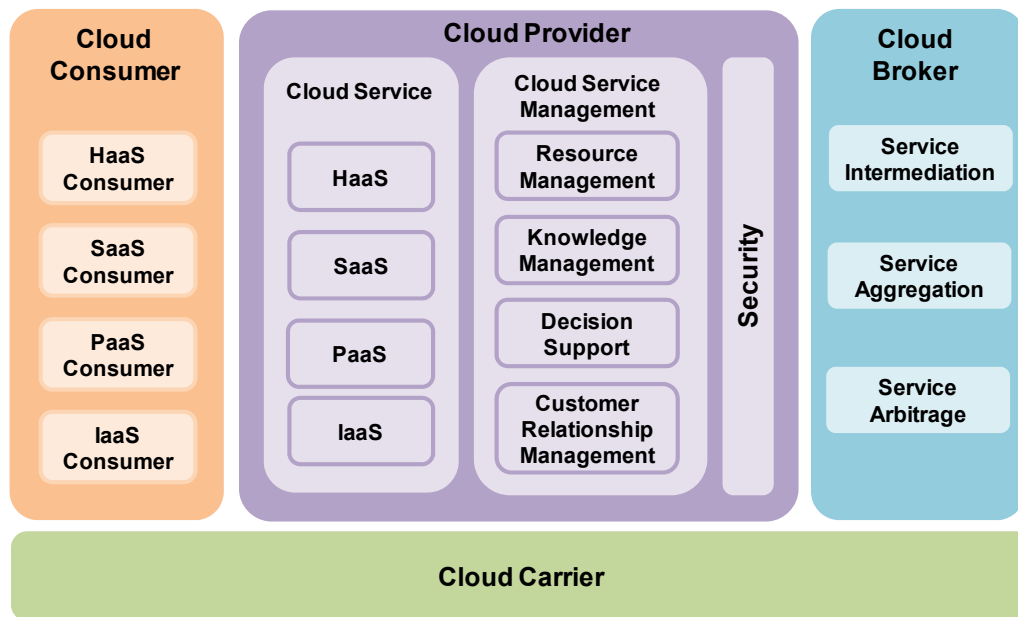 Cloud
Consumer
HaaS
Consumer
SaaS
Consumer
PaaS
Consumer
IaaS
Consumer
Cloud Provider
Cloud Service
HaaS
SaaS
PaaS
IaaS
Cloud Service
Management
Resource
Management
Knowledge
Management
Decision
Support
Customer
Relationship
Management
Security
Cloud
Broker
Service
Intermediation
Service
Aggregation
Service
Arbitrage
Cloud Carrier